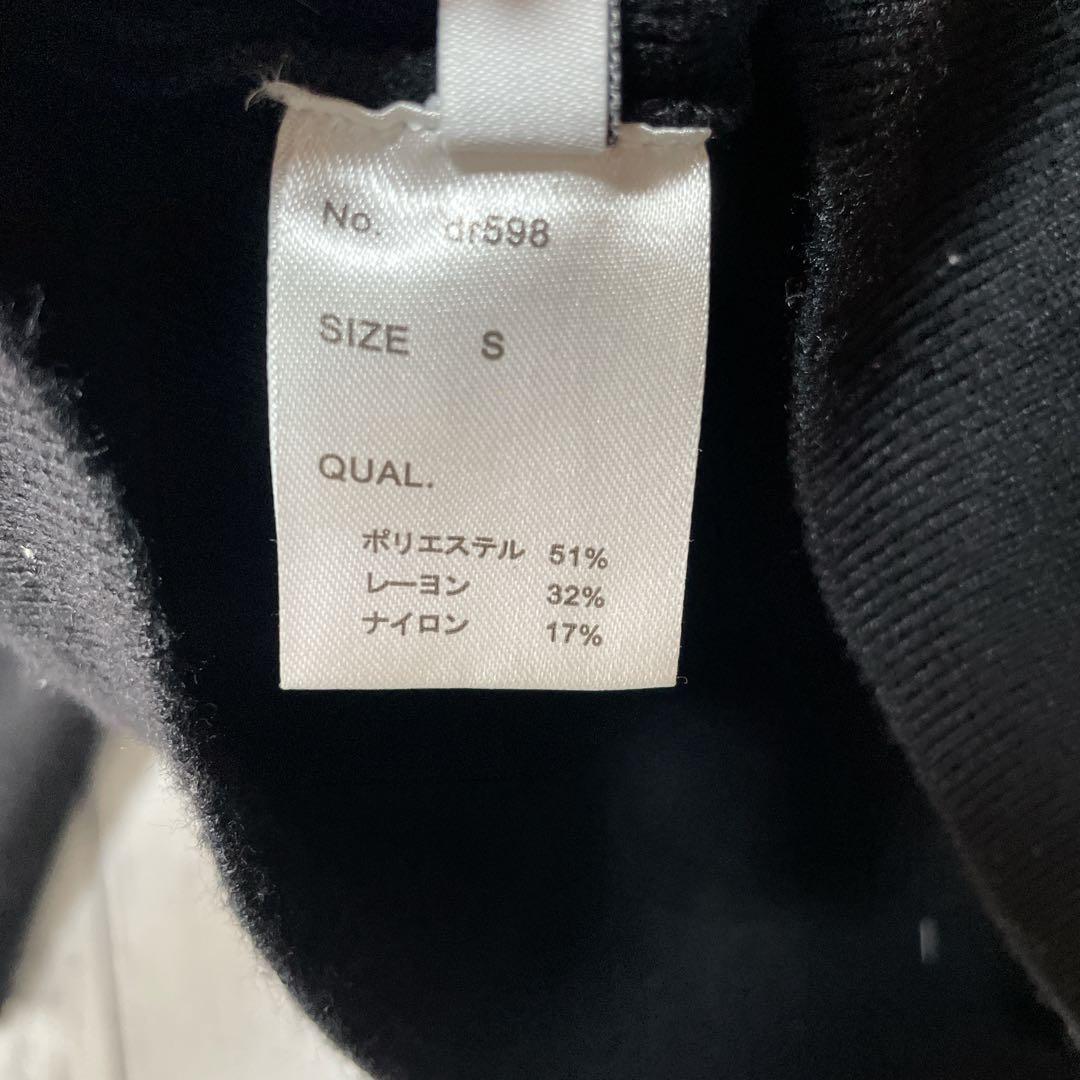 No. dr598
SIZE S
QUAL.
ポリエステル 51%
レーヨン 32%
ナイロン 17%